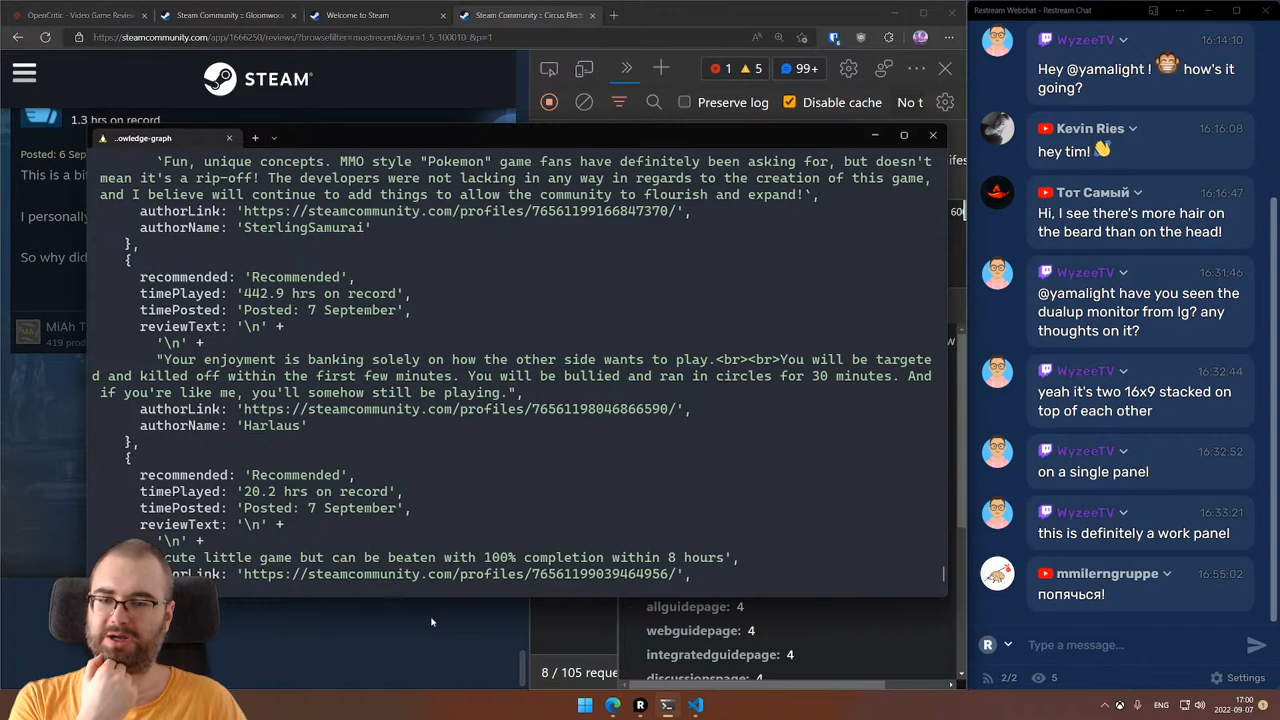 OpenCritic - Video Game Review
Steam Community :: Gloomwoo
Welcome to Steam
Steam Community :: Circus Elect
https://steamcommunity.com/app/1666250/reviews/?browsefilter=mostrecent&snr=1_5_100010_&p=1
STEAM®
1
5
99+
Preserve log
Disable cache
No t
1.3 hrs on record
Posted: 6 Sep
This is a bit
I personally
So why did
MiAh T
419 prod
..owledge-graph
`Fun, unique concepts. MMO style "Pokemon" game fans have definitely been asking for, but doesn't
mean it's a rip-off! The developers were not lacking in any way in regards to the creation of this game,
and I believe will continue to add things to allow the community to flourish and expand!`,
authorLink: 'https://steamcommunity.com/profiles/76561199166847370/',
authorName: 'SterlingSamurai'
},
{
recommended: 'Recommended',
timePlayed: '442.9 hrs on record',
timePosted: 'Posted: 7 September',
reviewText: '\n' +
'\n' +
"Your enjoyment is banking solely on how the other side wants to play.<br><br>You will be targete
d and killed off within the first few minutes. You will be bullied and ran in circles for 30 minutes. And
if you're like me, you'll somehow still be playing.",
authorLink: 'https://steamcommunity.com/profiles/76561198046866590/',
authorName: 'Harlaus'
},
{
recommended: 'Recommended',
timePlayed: '20.2 hrs on record',
timePosted: 'Posted: 7 September',
reviewText: '\n' +
'\n' +
cute little game but can be beaten with 100% completion within 8 hours',
orLink: 'https://steamcommunity.com/profiles/76561199039464956/',
allguidepage: 4
webguidepage: 4
integratedguidepage: 4
discussionspage: 4
8 / 105 reque
Restream Webchat - Restream Chat
WyzeeTV
16:14:10
Hey @yamalight ! how's it
going?
Kevin Ries
16:16:08
hey tim!
Тот Самый
16:16:47
Hi, I see there's more hair on
the beard than on the head!
WyzeeTV
16:31:46
@yamalight have you seen the
dualup monitor from lg? any
thoughts on it?
WyzeeTV
16:32:44
yeah it's two 16x9 stacked on
top of each other
WyzeeTV
16:32:52
on a single panel
WyzeeTV
16:33:21
this is definitely a work panel
mmilerngruppe
16:55:02
попячься!
R
Type a message...
2/2
5
Settings
ENG
17:00
2022-09-07